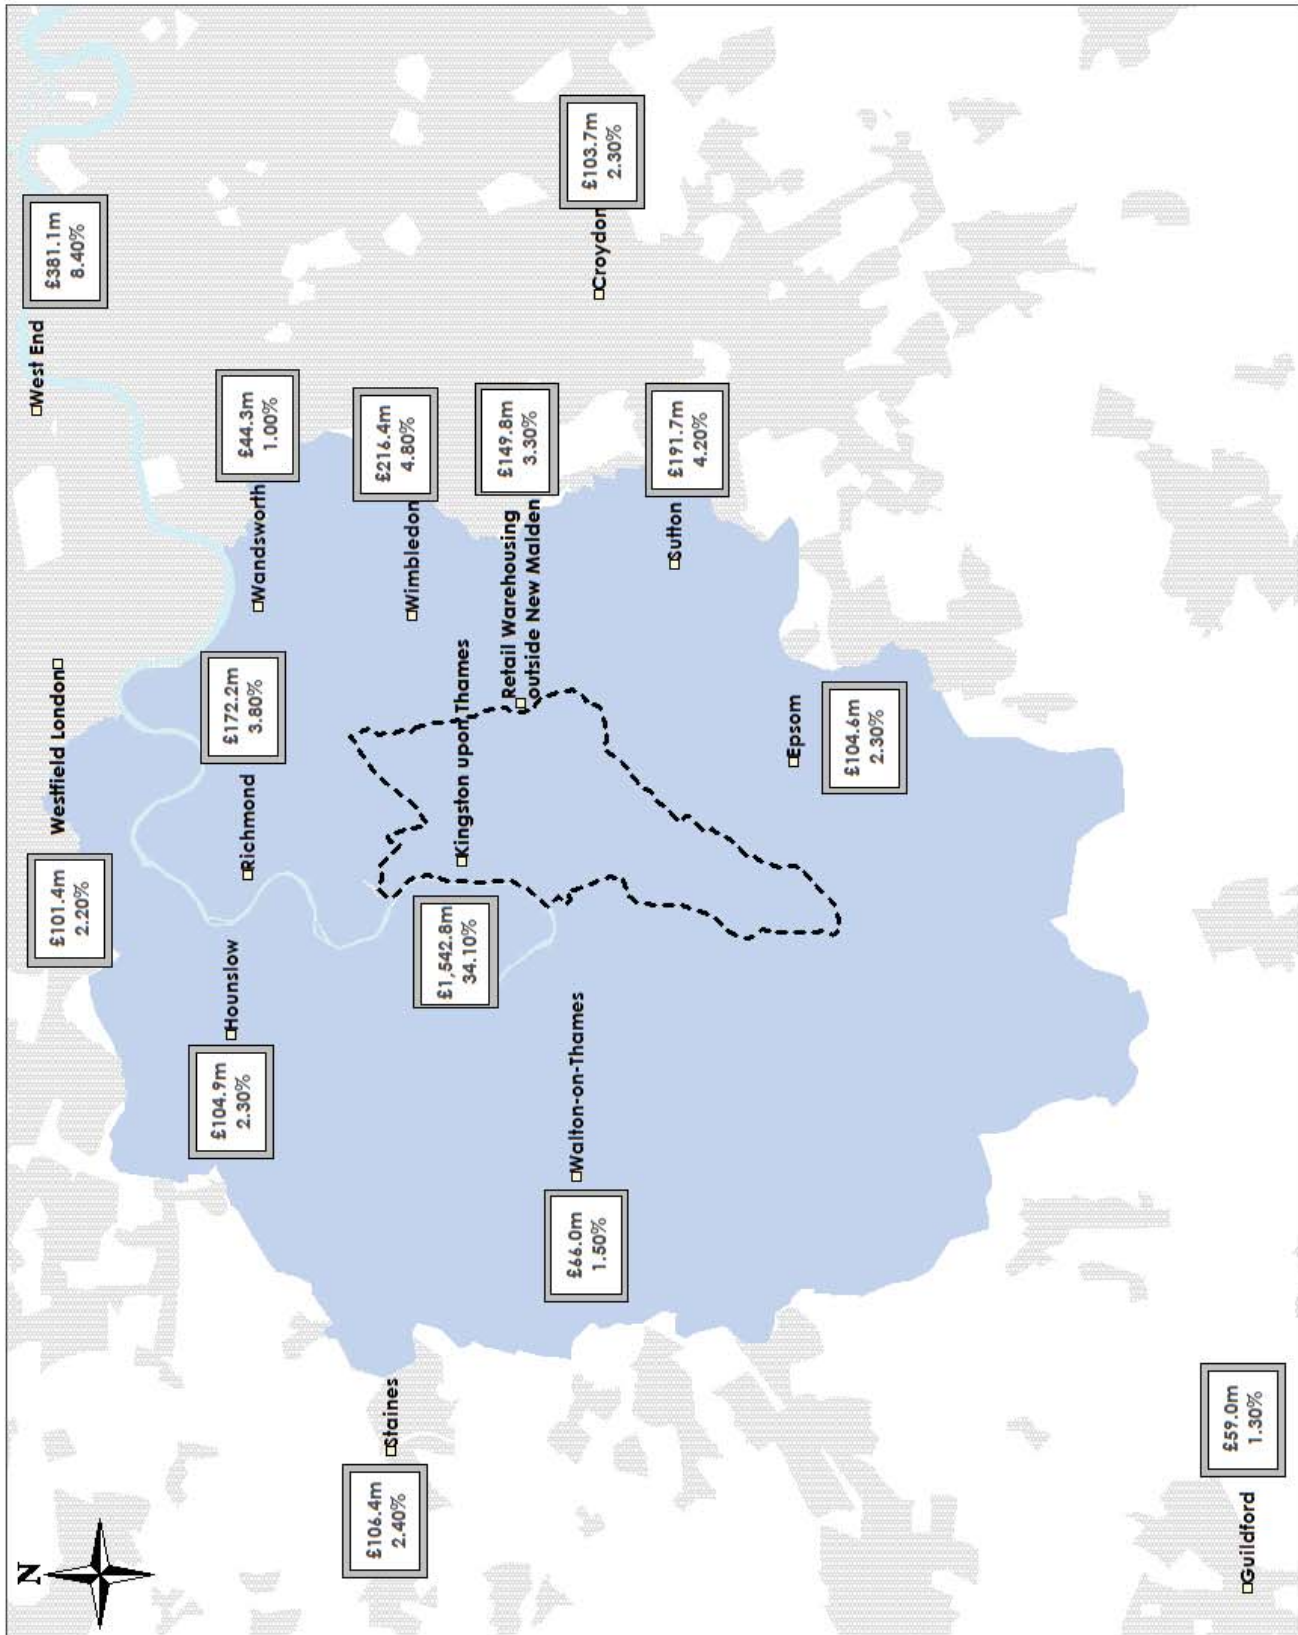 N
West End
£381.1m
8.40%
Westfield London
£101.4m
2.20%
Hounslow
£104.9m
2.30%
Richmond
£172.2m
3.80%
Wandsworth
£44.3m
1.00%
Staines
£106.4m
2.40%
Wimbledon
£216.4m
4.80%
Kingston upon Thames
£1,542.8m
34.10%
Retail Warehousing
outside New Malden
£149.8m
3.30%
Walton-on-Thames
£66.0m
1.50%
Croydon
£103.7m
2.30%
Sutton
£191.7m
4.20%
Epsom
£104.6m
2.30%
Guildford
£59.0m
1.30%